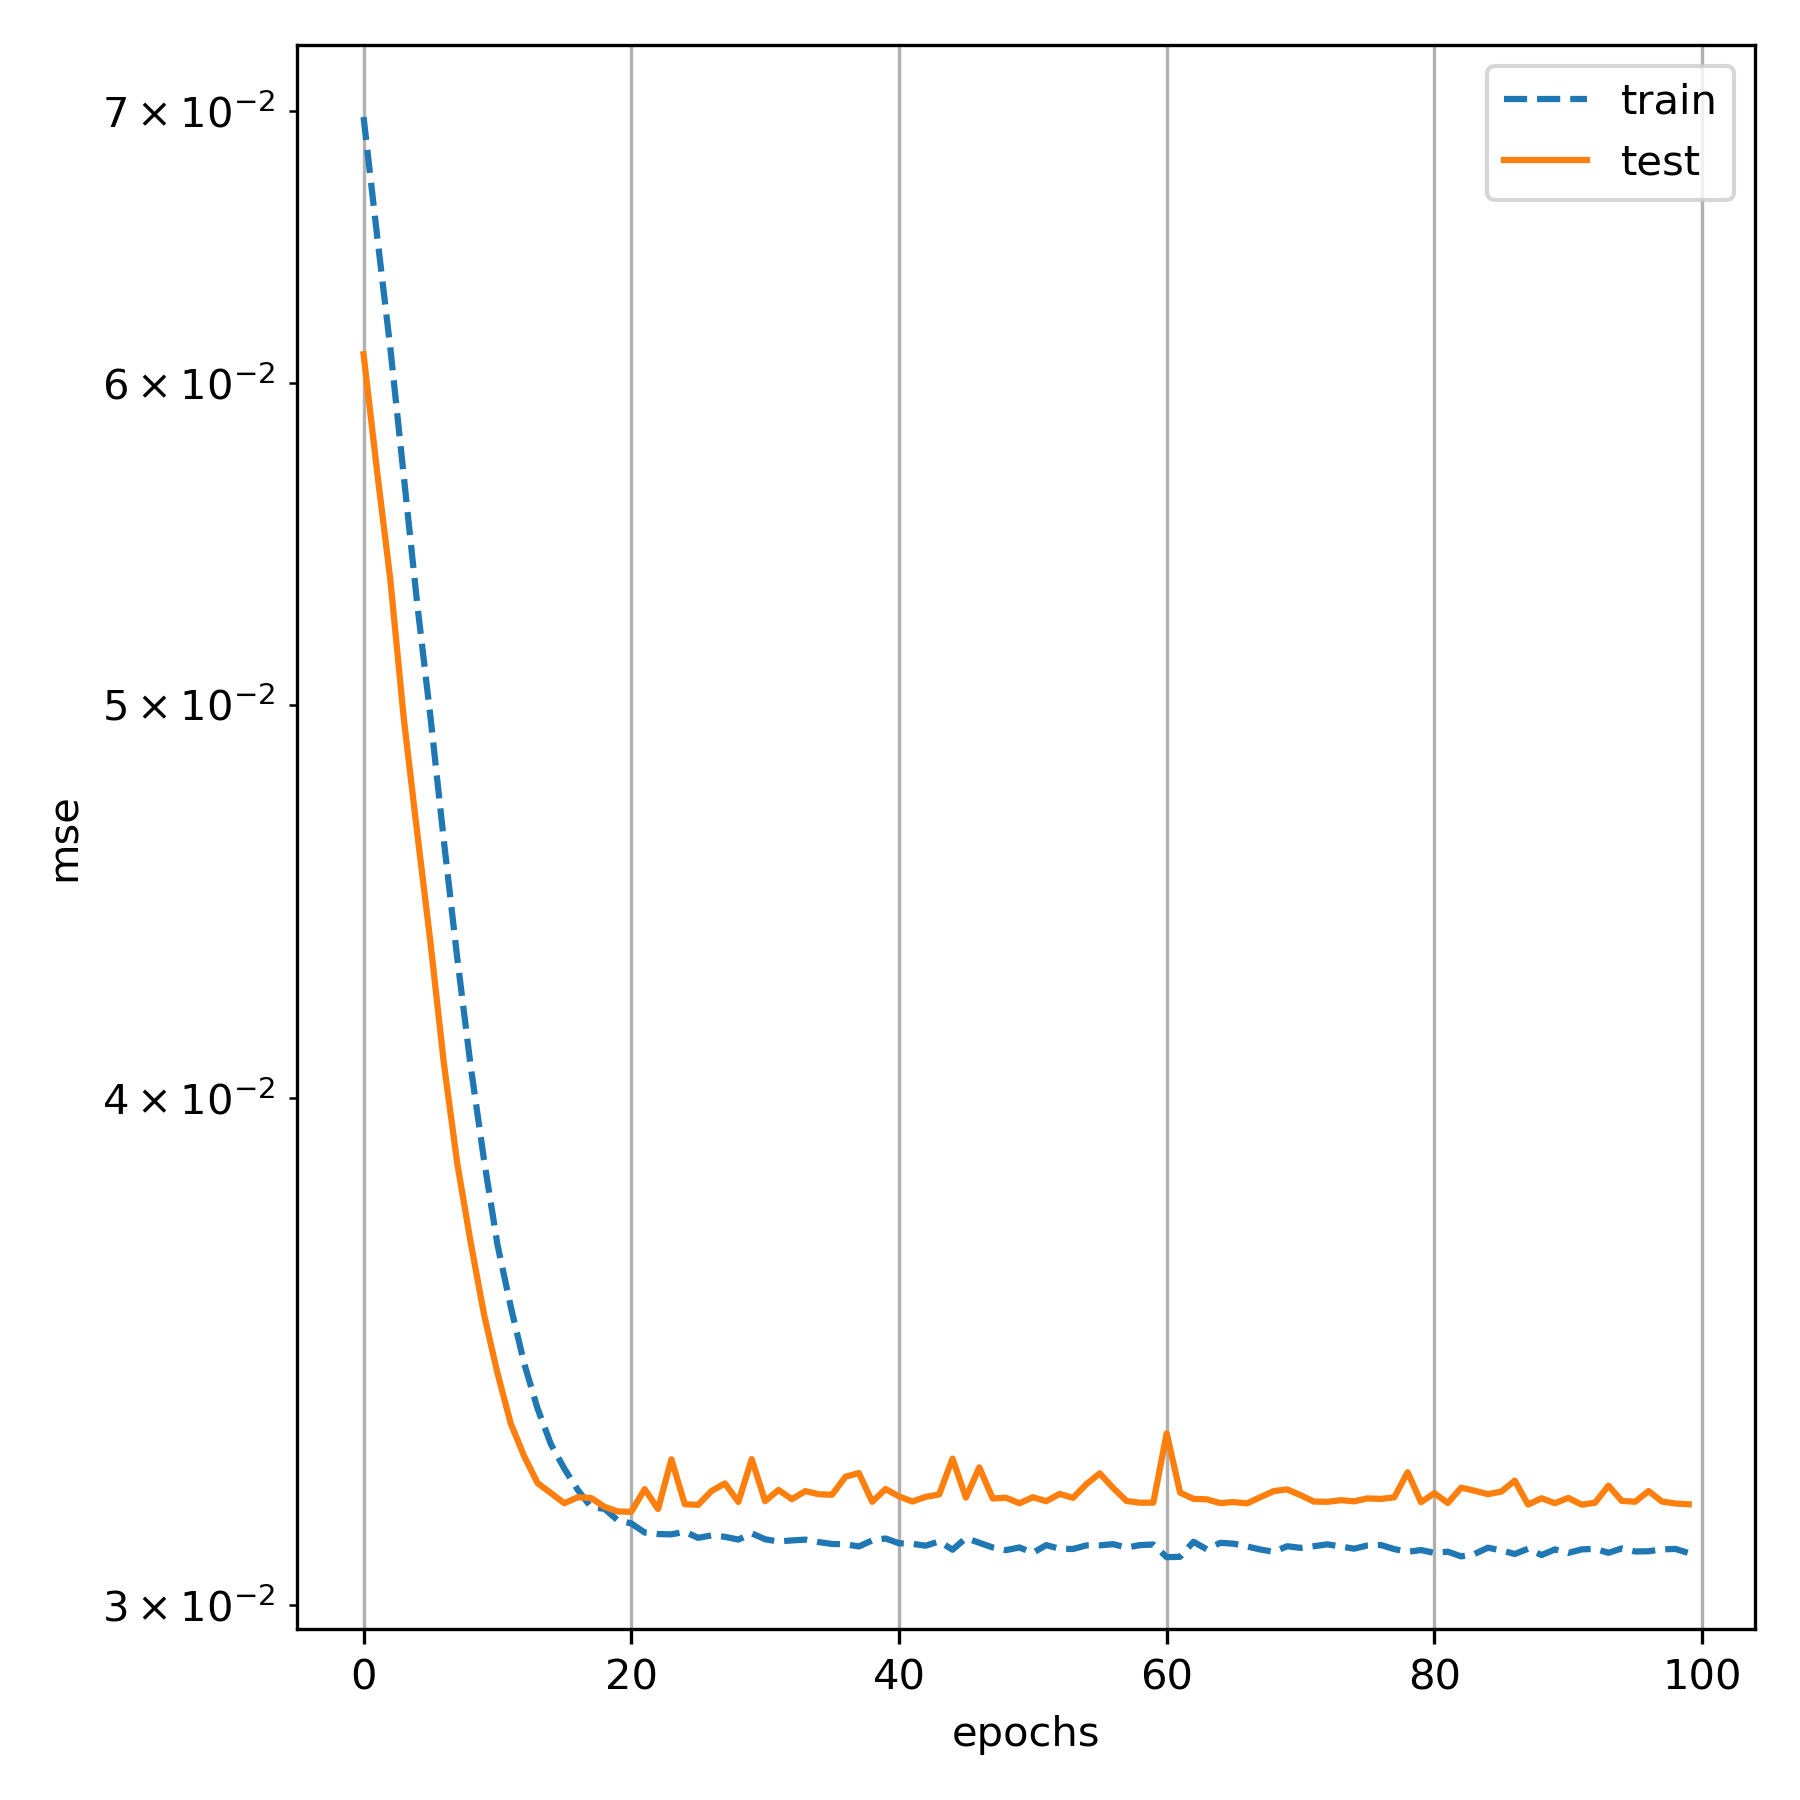 train
test
7 × 10⁻²
6 × 10⁻²
5 × 10⁻²
4 × 10⁻²
3 × 10⁻²
mse
0 20 40 60 80 100
epochs